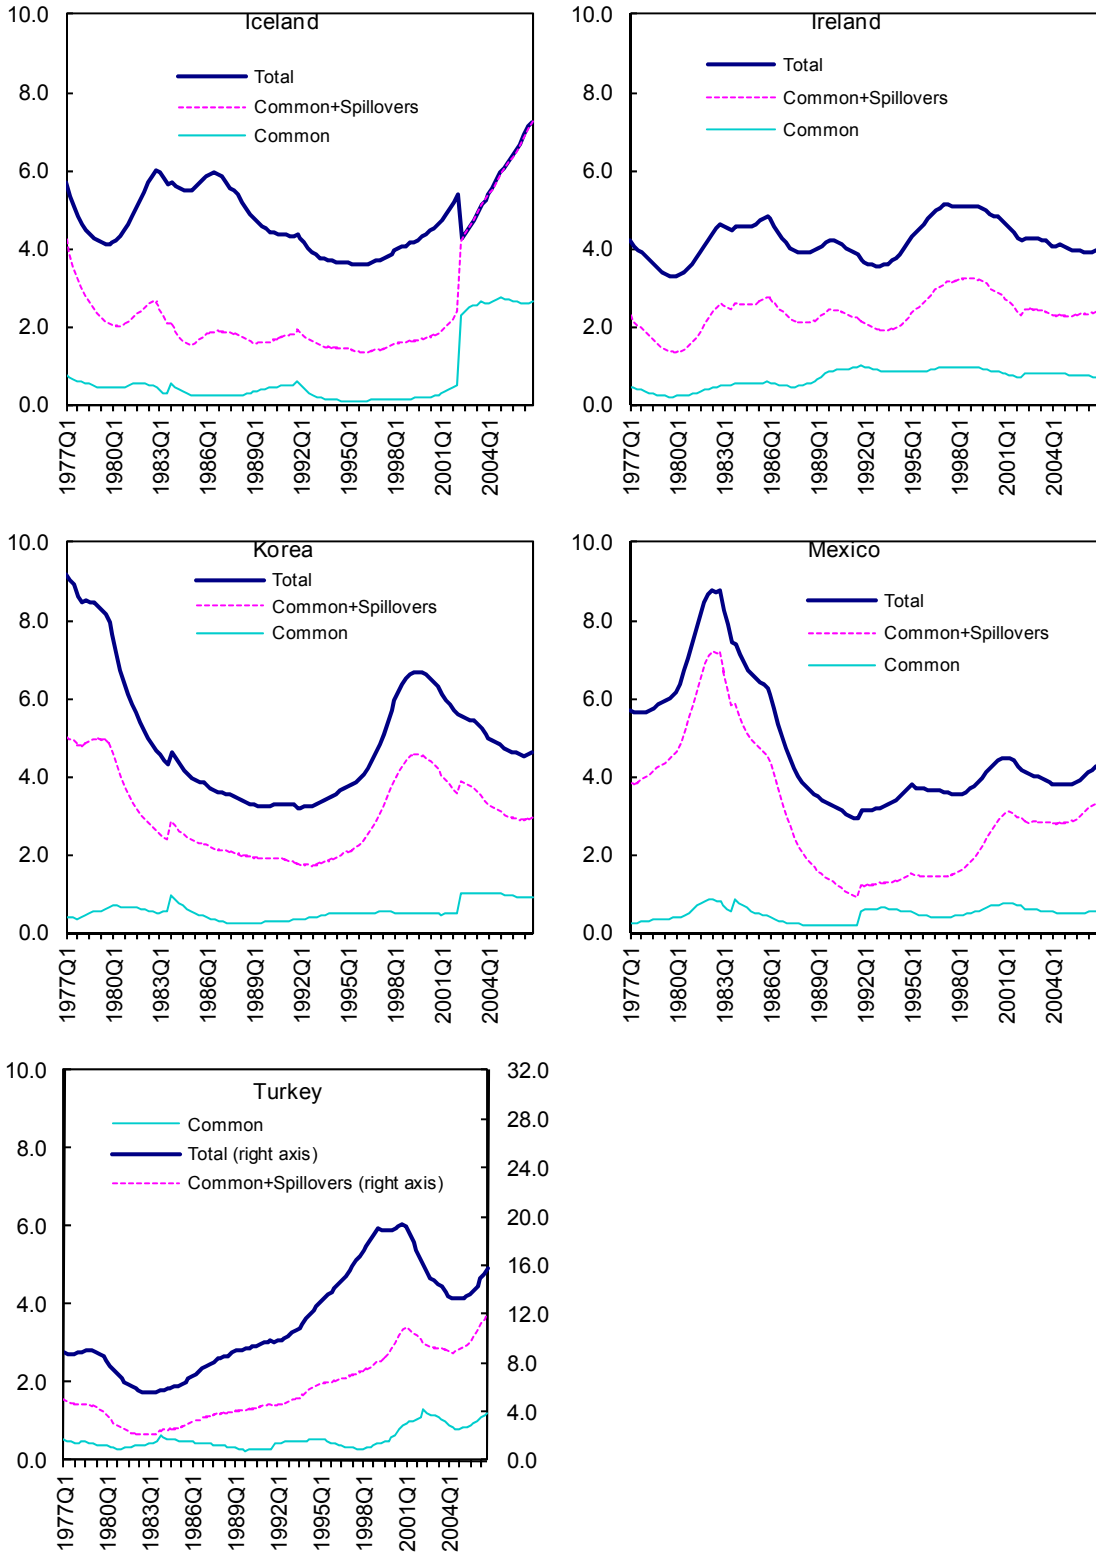 Iceland
10.0
8.0
6.0
4.0
2.0
0.0
Total
Common+Spillovers
Common
1977Q1
1980Q1
1983Q1
1986Q1
1989Q1
1992Q1
1995Q1
1998Q1
2001Q1
2004Q1
Ireland
10.0
8.0
6.0
4.0
2.0
0.0
Total
Common+Spillovers
Common
1977Q1
1980Q1
1983Q1
1986Q1
1989Q1
1992Q1
1995Q1
1998Q1
2001Q1
2004Q1
Korea
10.0
8.0
6.0
4.0
2.0
0.0
Total
Common+Spillovers
Common
1977Q1
1980Q1
1983Q1
1986Q1
1989Q1
1992Q1
1995Q1
1998Q1
2001Q1
2004Q1
Mexico
10.0
8.0
6.0
4.0
2.0
0.0
Total
Common+Spillovers
Common
1977Q1
1980Q1
1983Q1
1986Q1
1989Q1
1992Q1
1995Q1
1998Q1
2001Q1
2004Q1
Turkey
10.0
8.0
6.0
4.0
2.0
0.0
Common
Total (right axis)
Common+Spillovers (right axis)
32.0
28.0
24.0
20.0
16.0
12.0
8.0
4.0
0.0
1977Q1
1980Q1
1983Q1
1986Q1
1989Q1
1992Q1
1995Q1
1998Q1
2001Q1
2004Q1